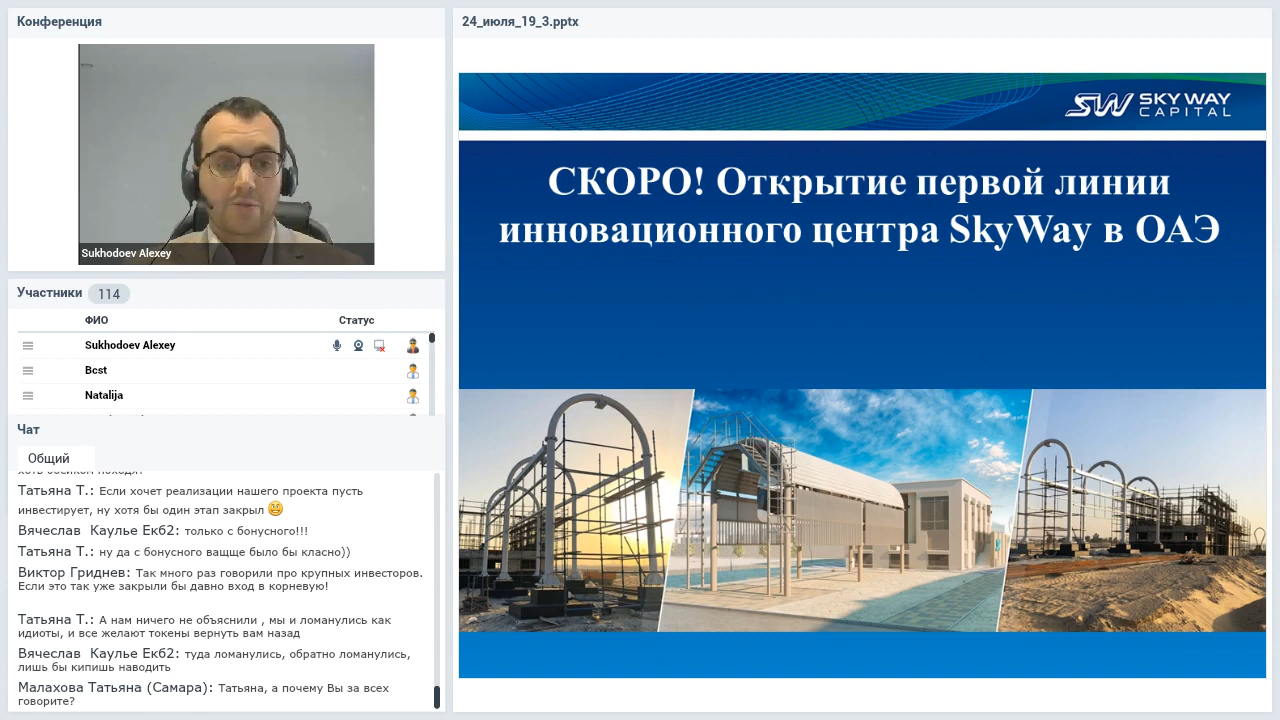 Конференция
Sukhodoev Alexey
Участники 114
ФИО Статус
Sukhodoev Alexey
Bcst
Natalija
Чат
Общий
Татьяна Т.: Если хочет реализации нашего проекта пусть
инвестирует, ну хотя бы один этап закрыл
Вячеслав Каулье Екб2: только с бонусного!!!
Татьяна Т.: ну да с бонусного ващще было бы класно))
Виктор Гриднев: Так много раз говорили про крупных инвесторов.
Если это так уже закрыли бы давно вход в корневую!
Татьяна Т.: А нам ничего не объяснили , мы и ломанулись как
идиоты, и все желают токены вернуть вам назад
Вячеслав Каулье Екб2: туда ломанулись, обратно ломанулись,
лишь бы кипишь наводить
Малахова Татьяна (Самара): Татьяна, а почему Вы за всех
говорите?
24_июля_19_3.pptx
SW SKY WAY
CAPITAL
СКОРО! Открытие первой линии
инновационного центра SkyWay в ОАЭ